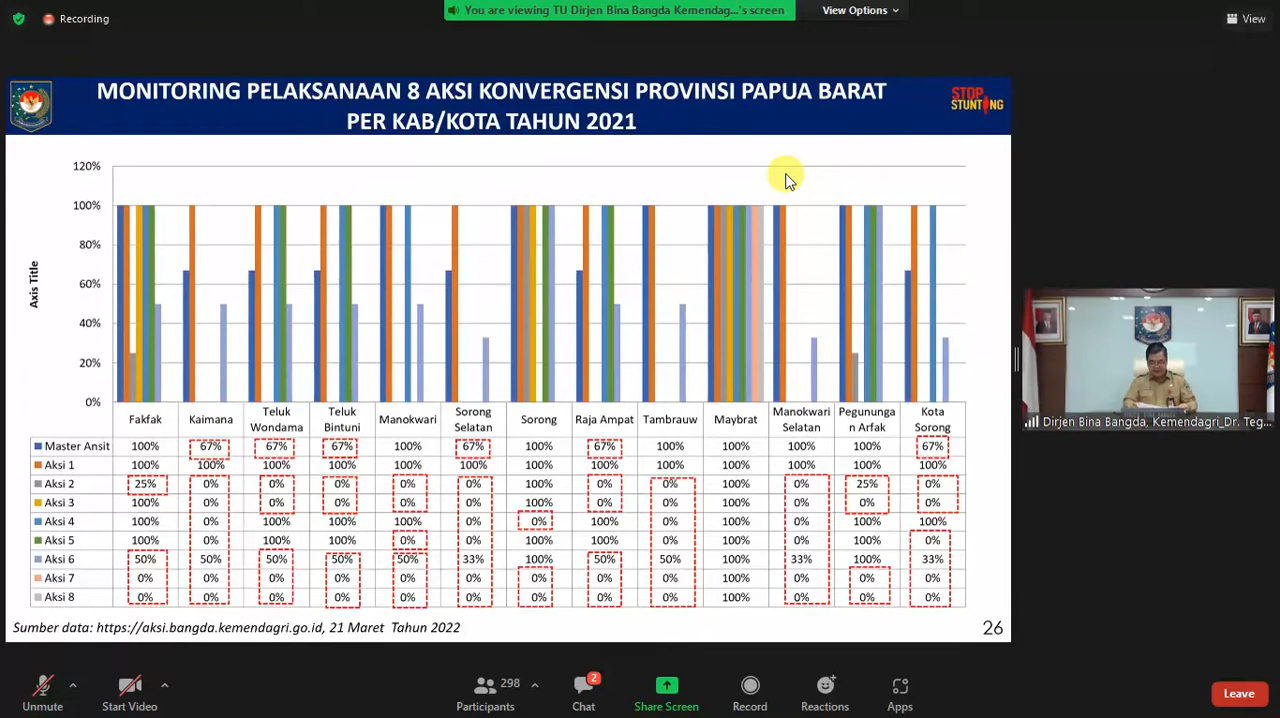 Recording
You are viewing TU Dirjen Bina Bangda Kemendag...'s screen
View Options
View
MONITORING PELAKSANAAN 8 AKSI KONVERGENSI PROVINSI PAPUA BARAT
PER KAB/KOTA TAHUN 2021
STOP
STUNTING
Axis Title
120%
100%
80%
60%
40%
20%
0%
Fakfak Kaimana Teluk Wondama Teluk Bintuni Manokwari Sorong Selatan Sorong Raja Ampat Tambrauw Maybrat Manokwari Selatan Pegununga n Arfak Kota Sorong
Master Ansit 100% 67% 67% 67% 100% 67% 100% 67% 100% 100% 100% 100% 67%
Aksi 1 100% 100% 100% 100% 100% 100% 100% 100% 100% 100% 100% 100% 100%
Aksi 2 25% 0% 0% 0% 0% 0% 100% 0% 0% 100% 0% 25% 0%
Aksi 3 100% 0% 0% 0% 0% 0% 100% 0% 0% 100% 0% 0% 0%
Aksi 4 100% 0% 100% 100% 100% 0% 0% 100% 0% 100% 0% 100% 100%
Aksi 5 100% 0% 100% 100% 0% 0% 100% 100% 0% 100% 0% 100% 0%
Aksi 6 50% 50% 50% 50% 50% 33% 100% 50% 50% 100% 33% 100% 33%
Aksi 7 0% 0% 0% 0% 0% 0% 0% 0% 0% 100% 0% 0% 0%
Aksi 8 0% 0% 0% 0% 0% 0% 0% 0% 0% 100% 0% 0% 0%
Sumber data: https://aksi.bangda.kemendagri.go.id, 21 Maret Tahun 2022
26
Dirjen Bina Bangda, Kemendagri_Dr. Teg...
Unmute
Start Video
298
Participants
2
Chat
Share Screen
Record
Reactions
Apps
Leave